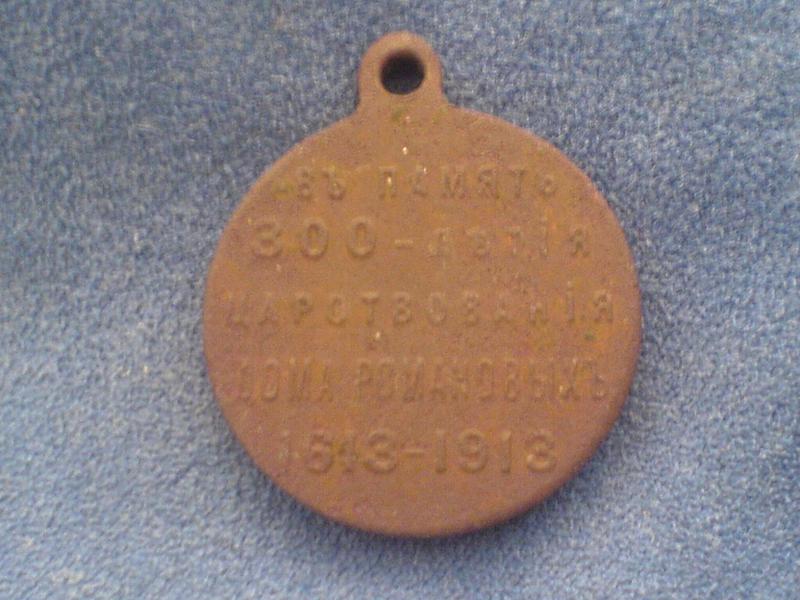 ВЪ ПАМЯТЬ
300-ЛѢТІЯ
ЦАРСТВОВАНІЯ
ДОМА РОМАНОВЫХЪ
1613-1913